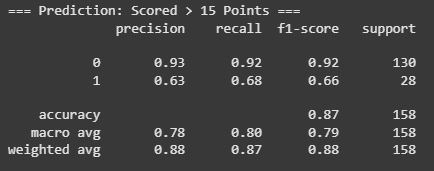 === Prediction: Scored > 15 Points ===
precision recall f1-score support
0 0.93 0.92 0.92 130
1 0.63 0.68 0.66 28
accuracy 0.87 158
macro avg 0.78 0.80 0.79 158
weighted avg 0.88 0.87 0.88 158